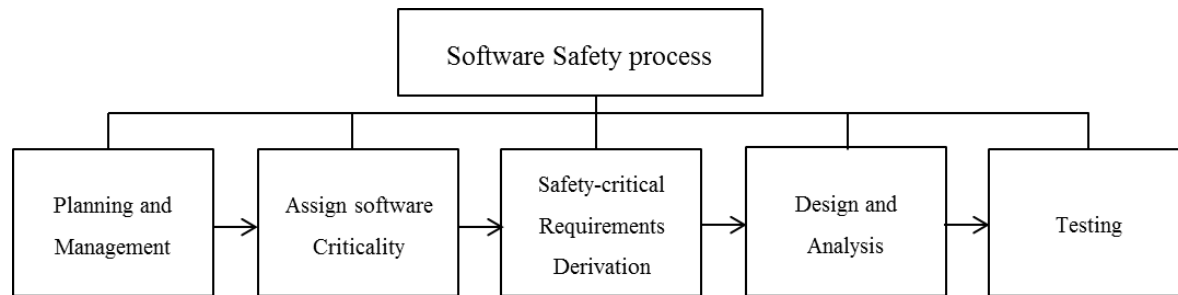 Software Safety process
Planning and
Management
Assign software
Criticality
Safety-critical
Requirements
Derivation
Design and
Analysis
Testing